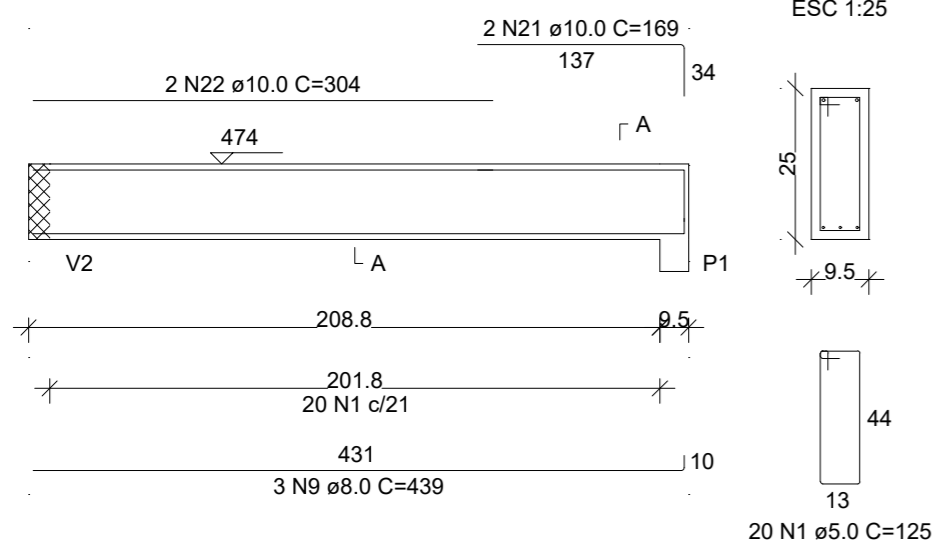 ESC 1:25
2 N21 ø10.0 C=169
137
34
2 N22 ø10.0 C=304
A
474
25
V2
A
P1
9.5
208.8
9.5
201.8
20 N1 c/21
44
431
10
3 N9 ø8.0 C=439
13
20 N1 ø5.0 C=125